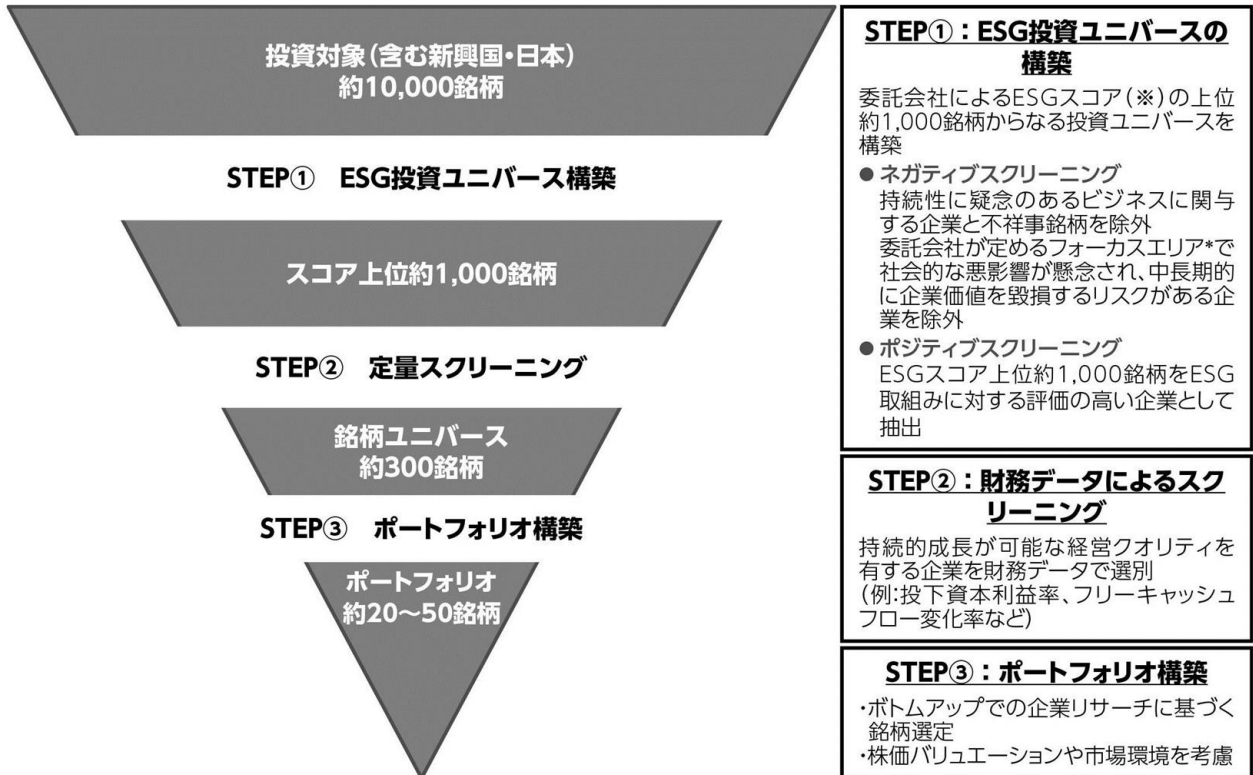 投資対象(含む新興国・日本)
約10,000銘柄
STEP① ESG投資ユニバース構築
スコア上位約1,000銘柄
STEP② 定量スクリーニング
銘柄ユニバース
約300銘柄
STEP③ ポートフォリオ構築
ポートフォリオ
約20～50銘柄
STEP①：ESG投資ユニバースの
構築
委託会社によるESGスコア(※)の上位
約1,000銘柄からなる投資ユニバースを
構築
● ネガティブスクリーニング
持続性に疑念のあるビジネスに関与
する企業と不祥事銘柄を除外
委託会社が定めるフォーカスエリア*で
社会的な悪影響が懸念され、中長期的
に企業価値を毀損するリスクがある企
業を除外
● ポジティブスクリーニング
ESGスコア上位約1,000銘柄をESG
取組みに対する評価の高い企業として
抽出
STEP②：財務データによるスク
リーニング
持続的成長が可能な経営クオリティを
有する企業を財務データで選別
(例:投下資本利益率、フリーキャッシュ
フロー変化率など)
STEP③：ポートフォリオ構築
・ボトムアップでの企業リサーチに基づく
銘柄選定
・株価バリュエーションや市場環境を考慮